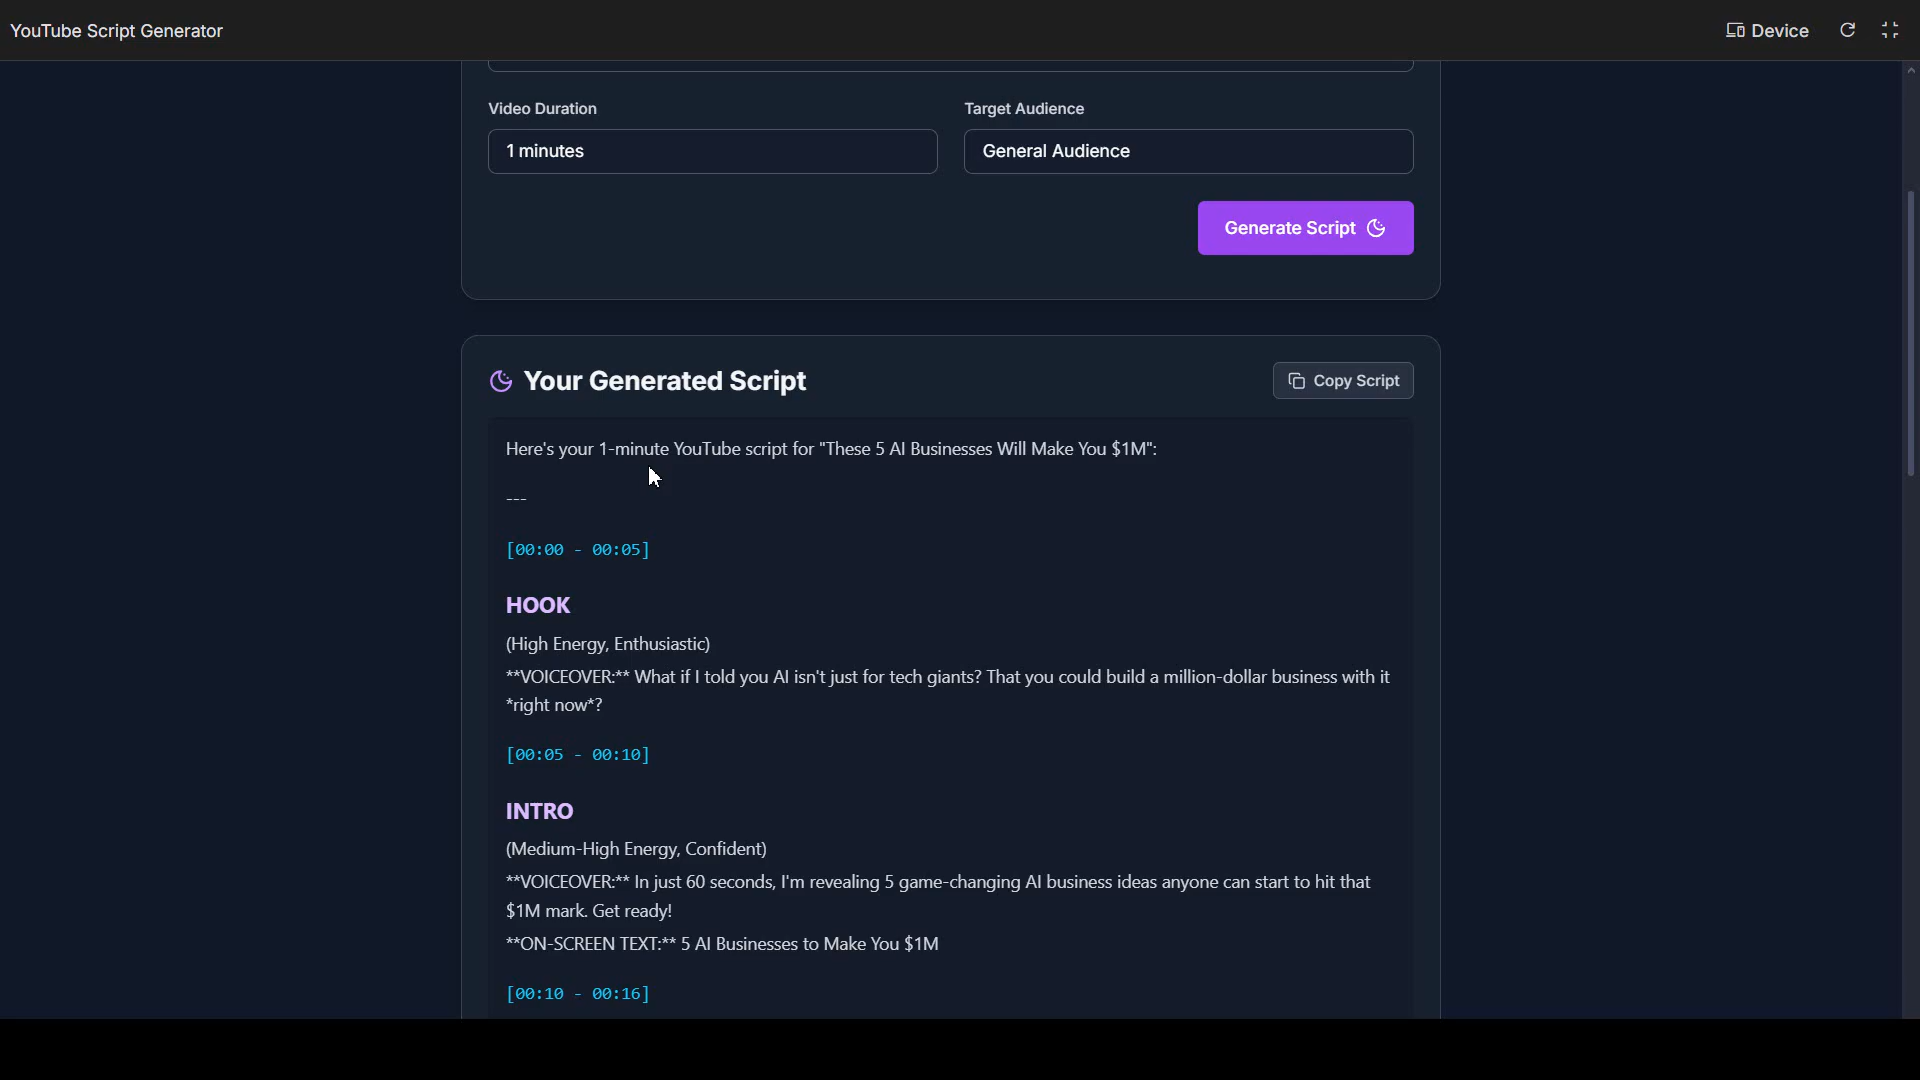 YouTube Script Generator
Device
Video Duration
Target Audience
1 minutes
General Audience
Generate Script
Your Generated Script
Copy Script
Here's your 1-minute YouTube script for "These 5 AI Businesses Will Make You $1M":
---
[00:00 - 00:05]
HOOK
(High Energy, Enthusiastic)
**VOICEOVER:** What if I told you AI isn't just for tech giants? That you could build a million-dollar business with it
*right now*?
[00:05 - 00:10]
INTRO
(Medium-High Energy, Confident)
**VOICEOVER:** In just 60 seconds, I'm revealing 5 game-changing AI business ideas anyone can start to hit that
$1M mark. Get ready!
**ON-SCREEN TEXT:** 5 AI Businesses to Make You $1M
[00:10 - 00:16]